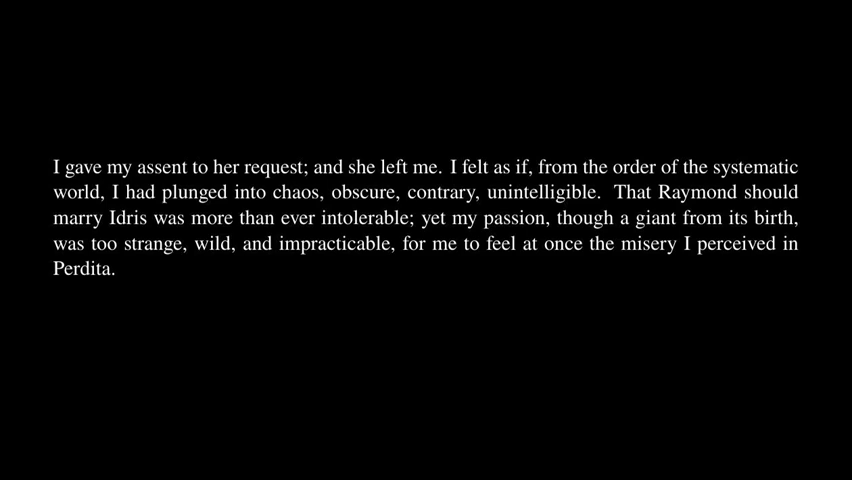 I gave my assent to her request; and she left me. I felt as if, from the order of the systematic
world, I had plunged into chaos, obscure, contrary, unintelligible. That Raymond should
marry Idris was more than ever intolerable; yet my passion, though a giant from its birth,
was too strange, wild, and impracticable, for me to feel at once the misery I perceived in
Perdita.